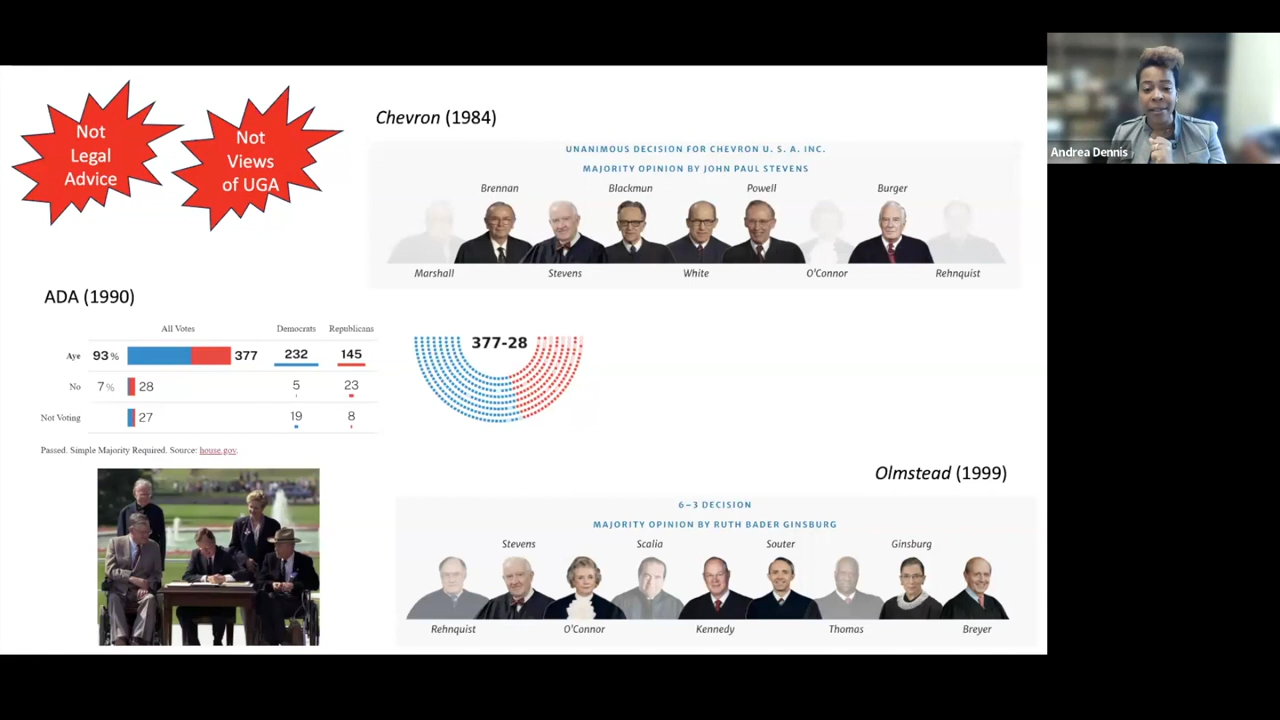 Not
Legal
Advice
Not
Views
of UGA
Chevron (1984)
UNANIMOUS DECISION FOR CHEVRON U. S. A. INC.
MAJORITY OPINION BY JOHN PAUL STEVENS
Brennan Blackmun Powell Burger
Marshall Stevens White O'Connor Rehnquist
Andrea Dennis
ADA (1990)
All Votes Democrats Republicans
Aye 93% 377 232 145
No 7% 28 5 23
Not Voting 27 19 8
Passed. Simple Majority Required. Source: house.gov.
377-28
Olmstead (1999)
6–3 DECISION
MAJORITY OPINION BY RUTH BADER GINSBURG
Stevens Scalia Souter Ginsburg
Rehnquist O'Connor Kennedy Thomas Breyer